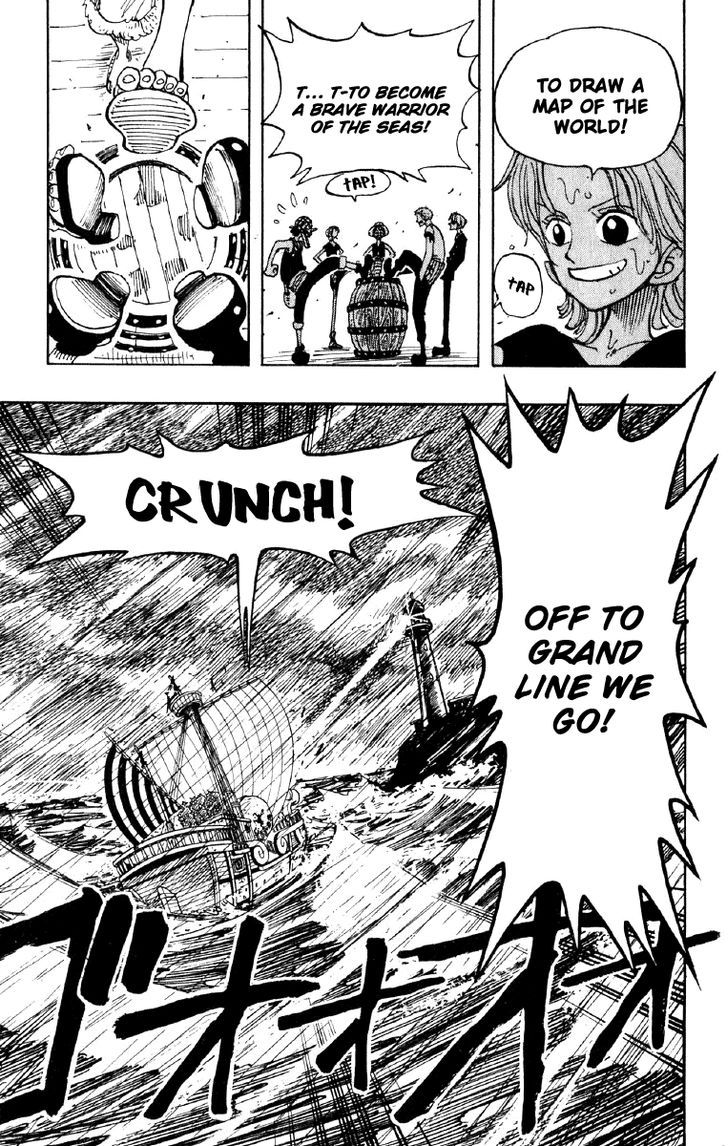 TO DRAW A
MAP OF THE
WORLD!
TAP
T... T-TO BECOME
A BRAVE WARRIOR
OF THE SEAS!
TAP!
OFF TO
GRAND
LINE WE
GO!
CRUNCH!
ゴオオオオ